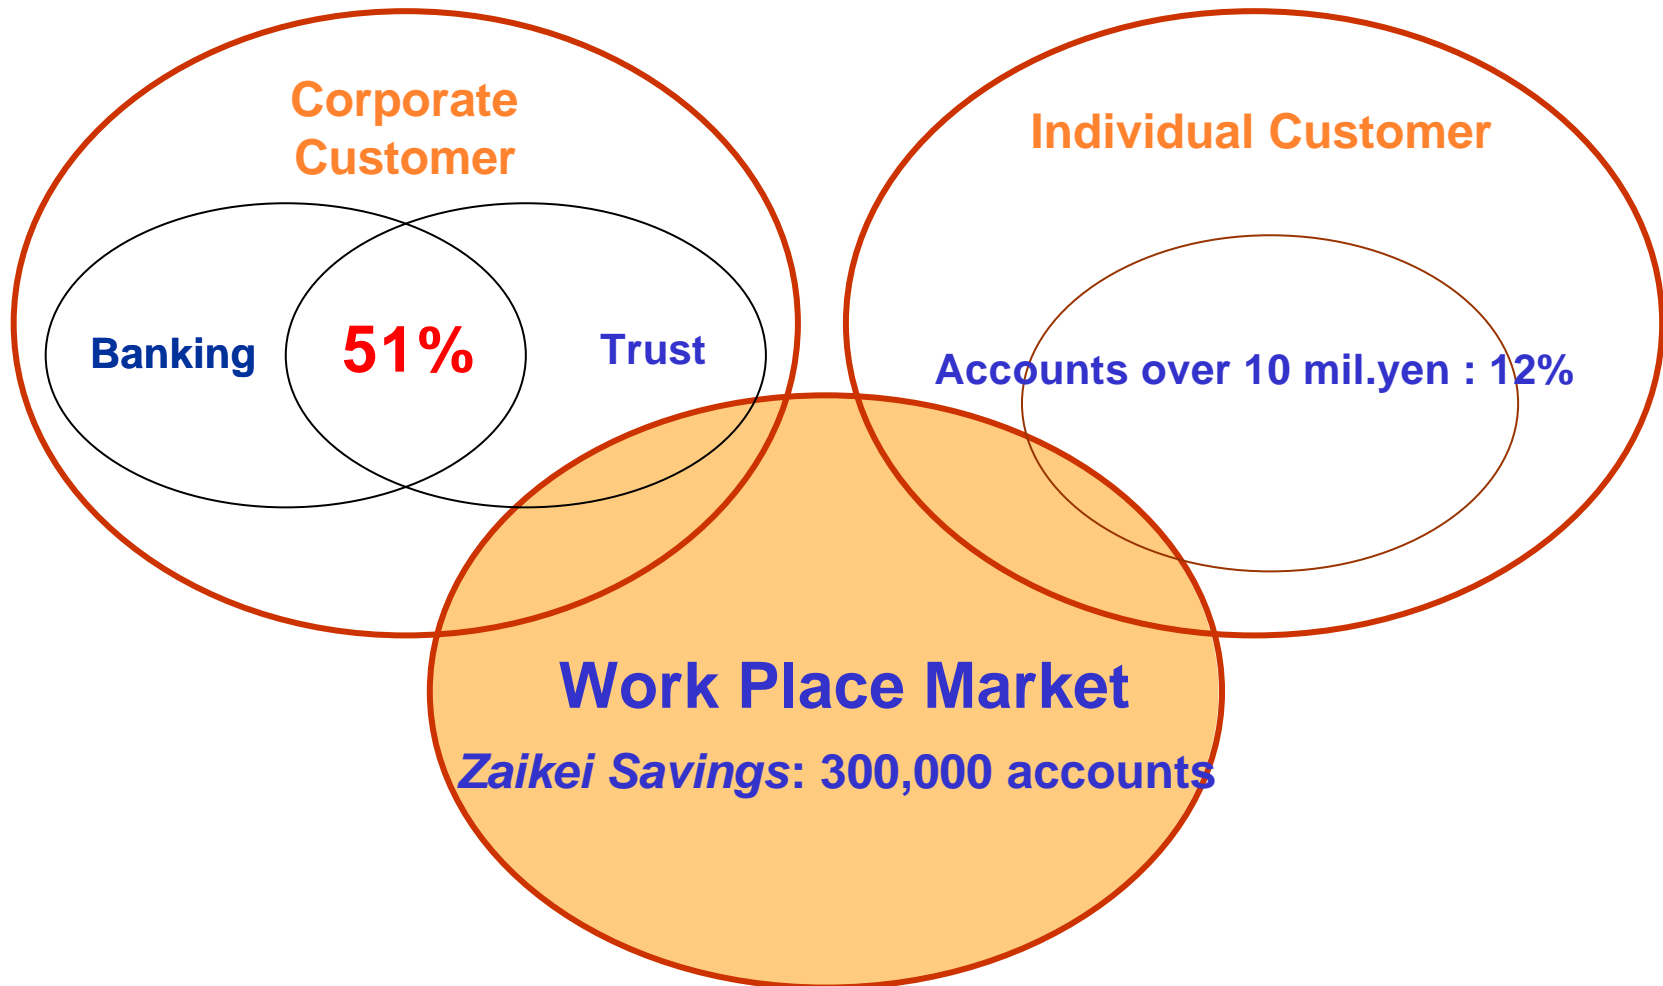 Corporate
Customer
Individual Customer
Banking
51%
Trust
Accounts over 10 mil.yen : 12%
Work Place Market
Zaikei Savings: 300,000 accounts